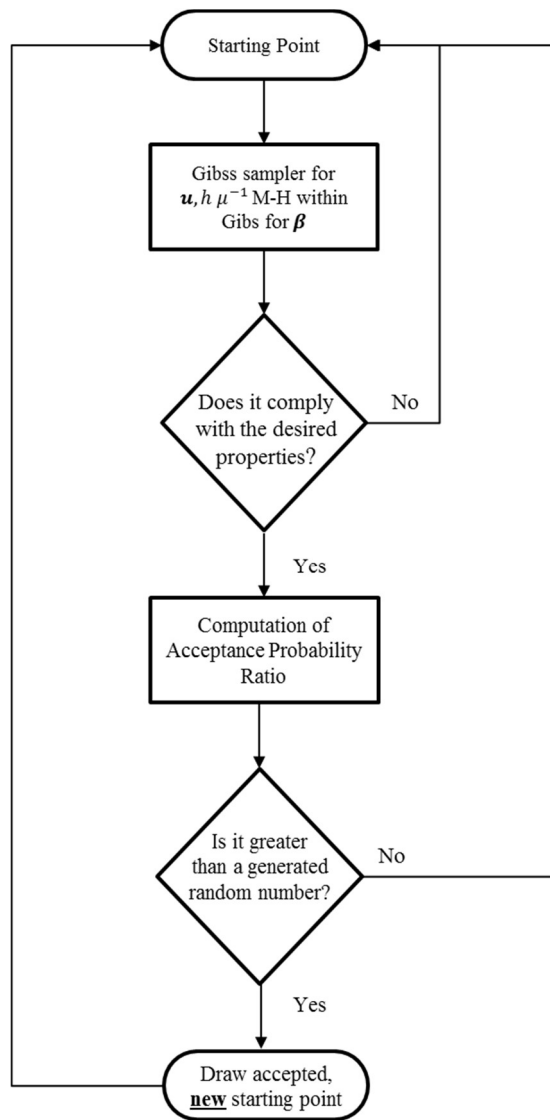 Starting Point
Gibss sampler for
u, h μ⁻¹ M-H within
Gibs for β
Does it comply
with the desired
properties?
No
Yes
Computation of
Acceptance Probability
Ratio
Is it greater
than a generated
random number?
No
Yes
Draw accepted,
new starting point